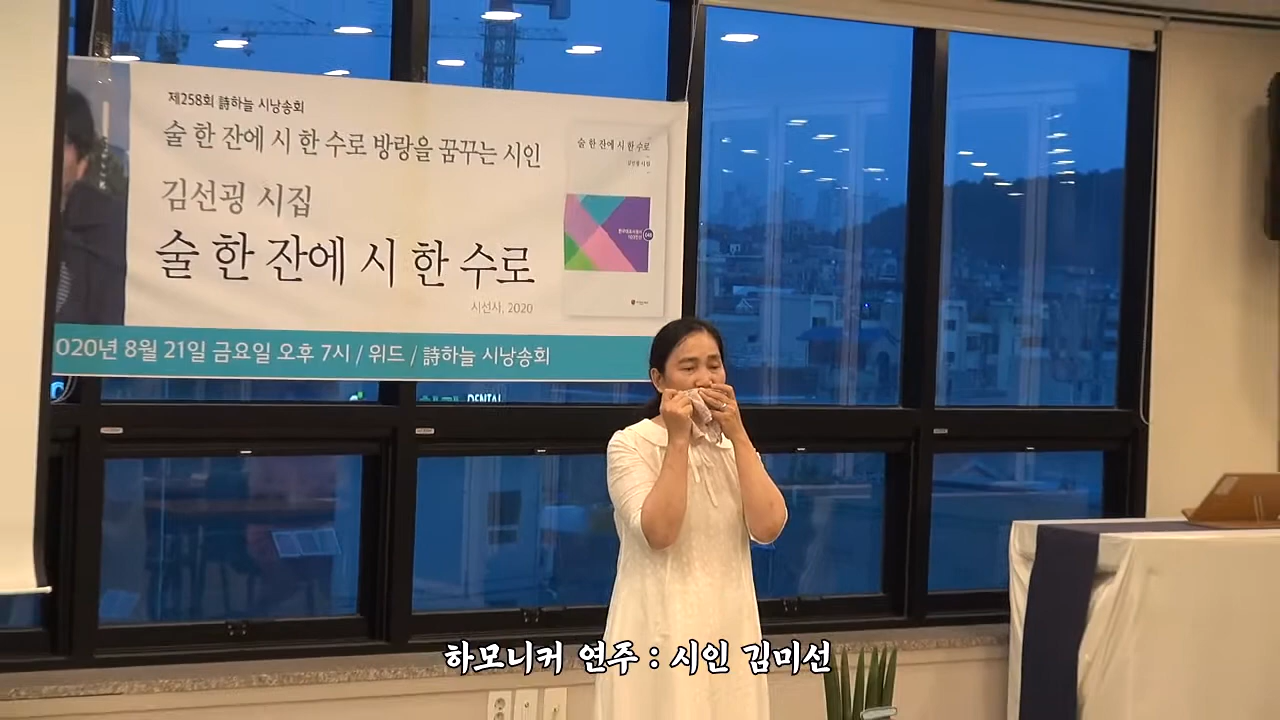 제258회 詩하늘 시낭송회
술 한 잔에 시 한 수로 방랑을 꿈꾸는 시인
김선굉 시집
술 한 잔에 시 한 수로
시선사, 2020
020년 8월 21일 금요일 오후 7시 / 위드 / 詩하늘 시낭송회
술 한 잔에 시 한 수로
DENTAL
하모니커 연주 : 시인 김미선